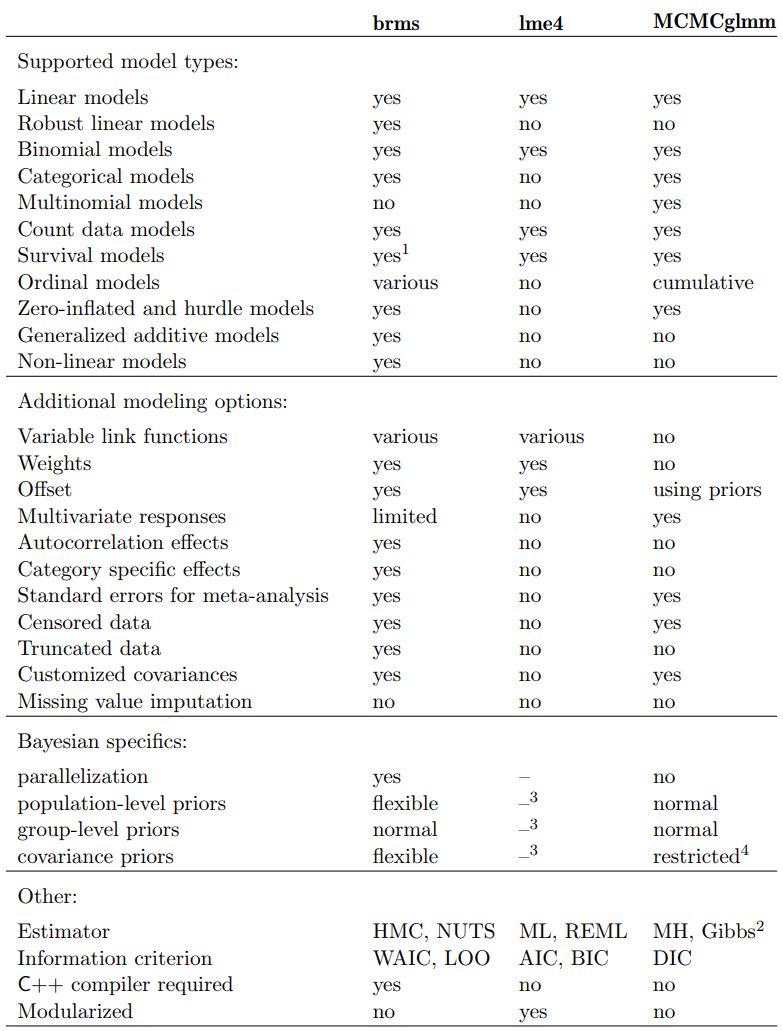 brms lme4 MCMCglmm
Supported model types:
Linear models yes yes yes
Robust linear models yes no no
Binomial models yes yes yes
Categorical models yes no yes
Multinomial models no no yes
Count data models yes yes yes
Survival models yes¹ yes yes
Ordinal models various no cumulative
Zero-inflated and hurdle models yes no yes
Generalized additive models yes no no
Non-linear models yes no no
Additional modeling options:
Variable link functions various various no
Weights yes yes no
Offset yes yes using priors
Multivariate responses limited no yes
Autocorrelation effects yes no no
Category specific effects yes no no
Standard errors for meta-analysis yes no yes
Censored data yes no yes
Truncated data yes no no
Customized covariances yes no yes
Missing value imputation no no no
Bayesian specifics:
parallelization yes – no
population-level priors flexible –³ normal
group-level priors normal –³ normal
covariance priors flexible –³ restricted⁴
Other:
Estimator HMC, NUTS ML, REML MH, Gibbs²
Information criterion WAIC, LOO AIC, BIC DIC
C++ compiler required yes no no
Modularized no yes no